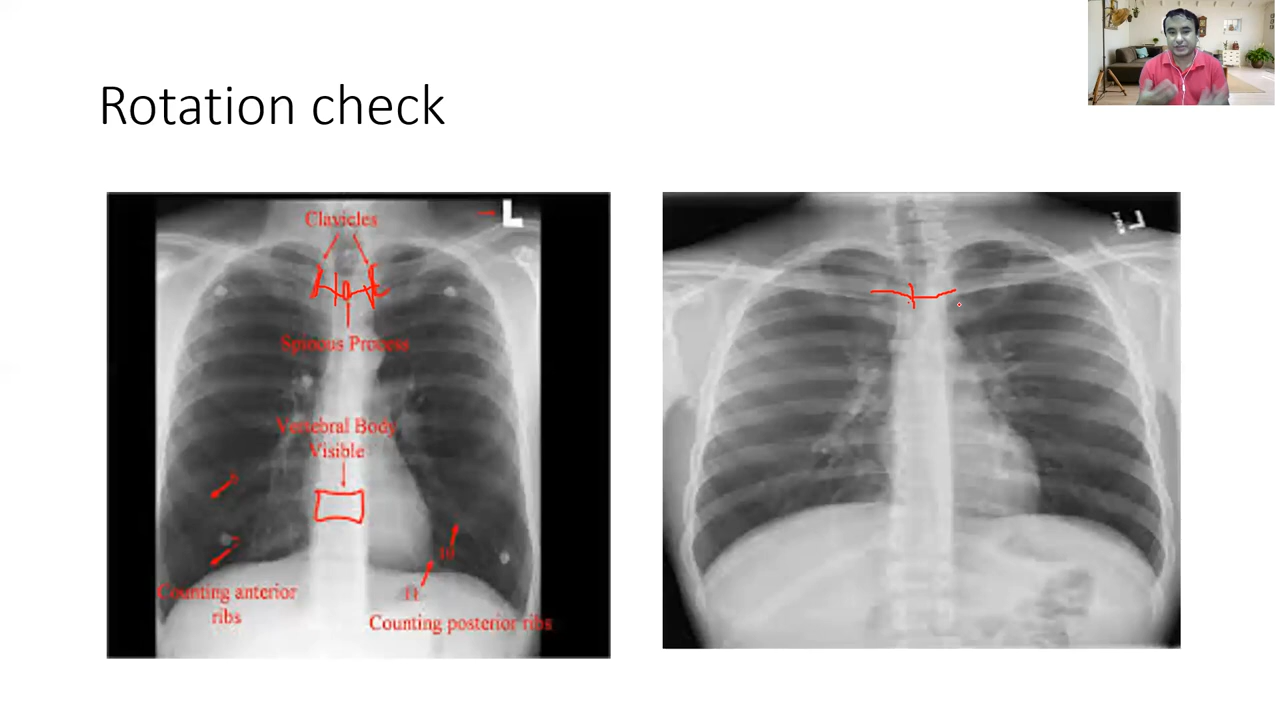 Rotation check
Clavicles
L
Spinous Process
Vertebral Body
Visible
10
11
Counting anterior
ribs
Counting posterior ribs